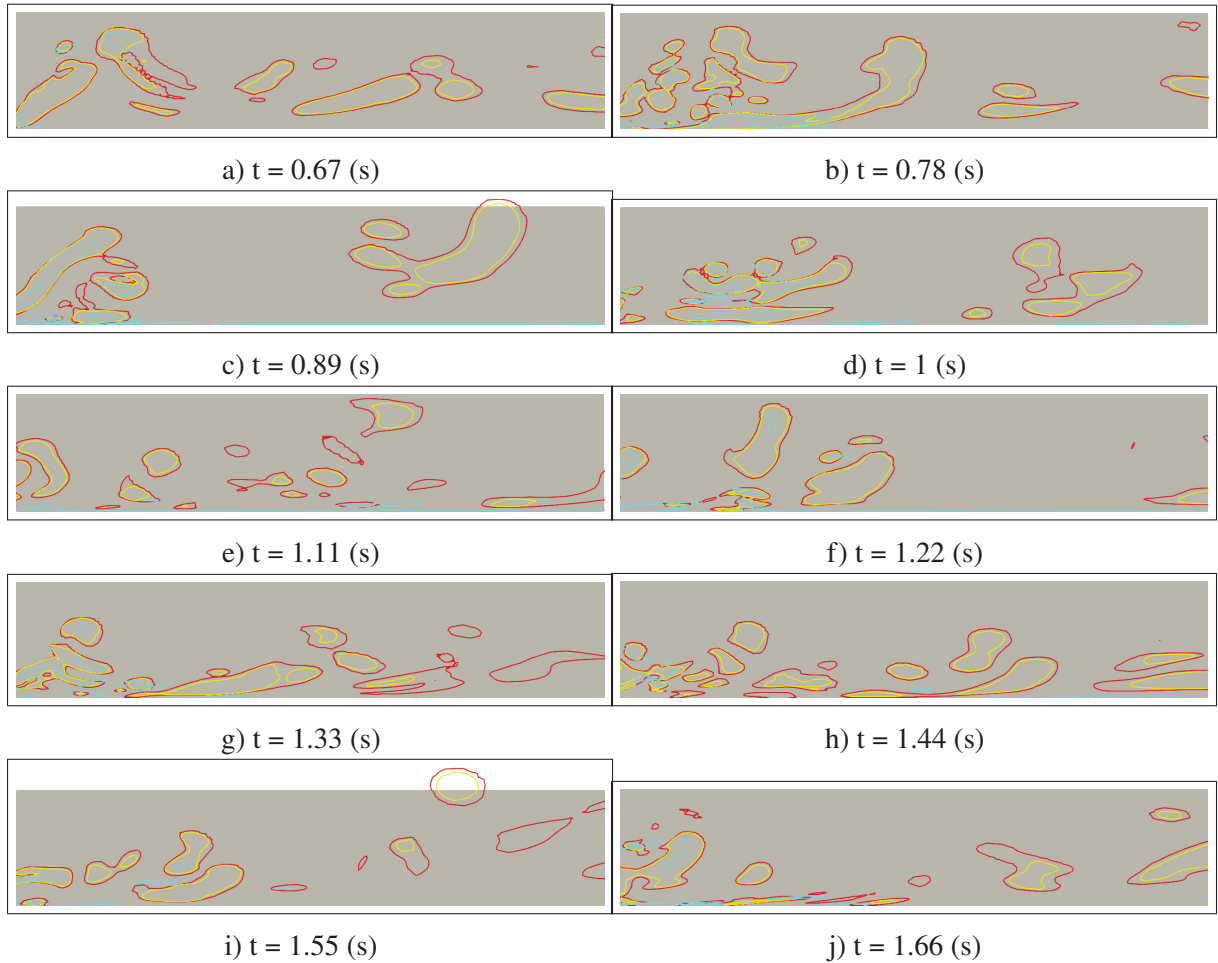 a) t = 0.67 (s)
b) t = 0.78 (s)
c) t = 0.89 (s)
d) t = 1 (s)
e) t = 1.11 (s)
f) t = 1.22 (s)
g) t = 1.33 (s)
h) t = 1.44 (s)
i) t = 1.55 (s)
j) t = 1.66 (s)